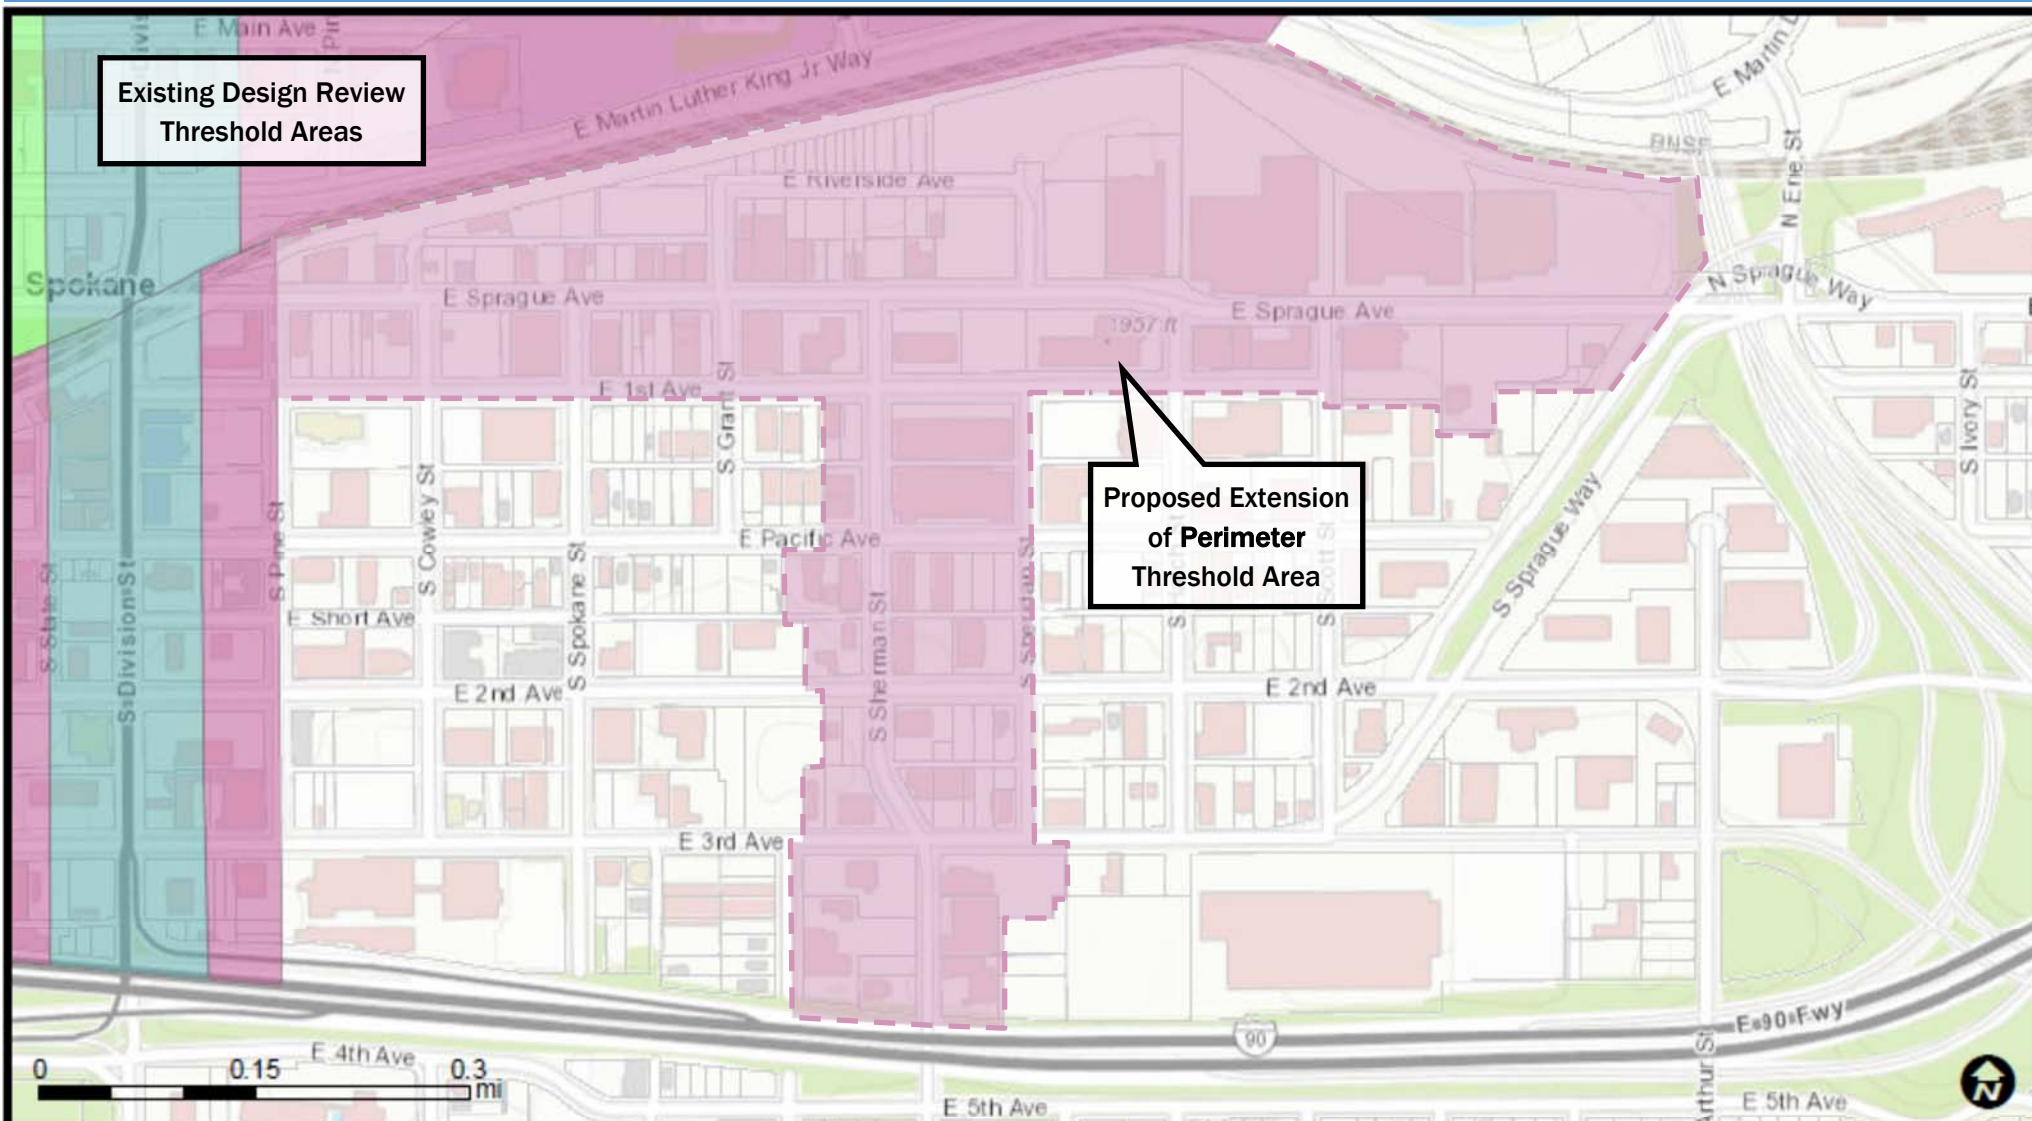 E Main Ave
Existing Design Review
Threshold Areas
E Martin Luther King Jr Way
BNSF
N Erie St
E Riverside Ave
Spokane
E Sprague Ave
1957 ft
E Sprague Ave
N Sprague Way
E 1st Ave
S Grant St
S Ivory St
S Pine St
S Cowley St
Proposed Extension
of Perimeter
Threshold Area
E Pacific Ave
S State St
S Division St
S Spokane St
S Sherman St
S Sheridan St
S Scott St
S Sprague Way
E Short Ave
E 2nd Ave
E 2nd Ave
E 3rd Ave
E 90 Fwy
90
0
0.15
0.3
mi
E 4th Ave
E 5th Ave
Arthur St
E 5th Ave
N